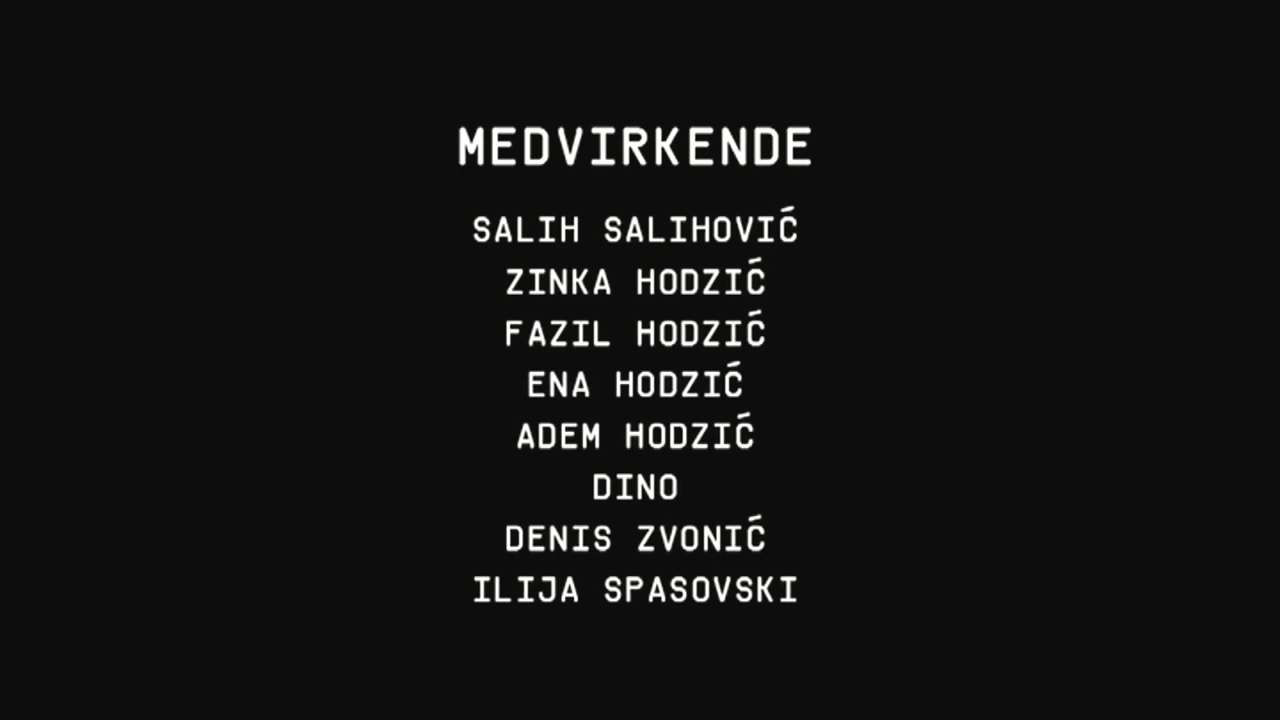 MEDVIRKENDE
SALIH SALIHOVIĆ
ZINKA HODZIĆ
FAZIL HODZIĆ
ENA HODZIĆ
ADEM HODZIĆ
DINO
DENIS ZVONIĆ
ILIJA SPASOVSKI